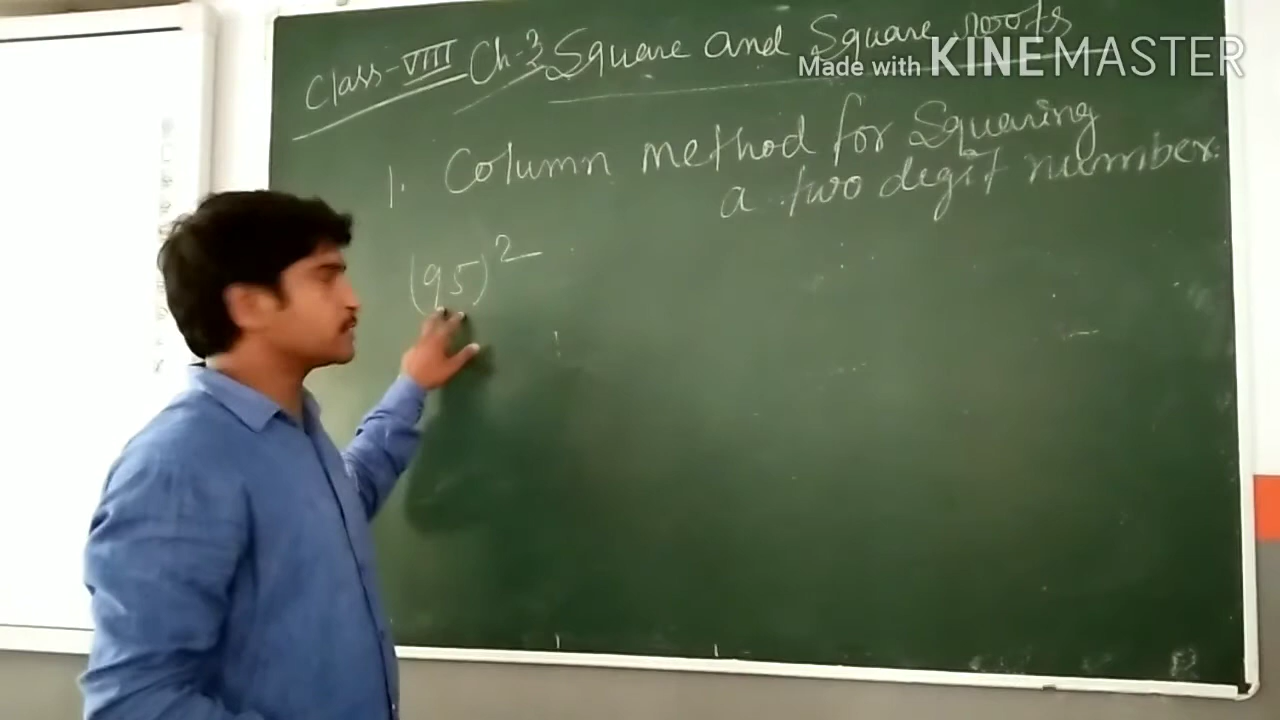 Class-VIII Ch-3 Square and Square roots
Made with KINEMASTER
1. Column method for Squaring
a two degit number.
(95)²